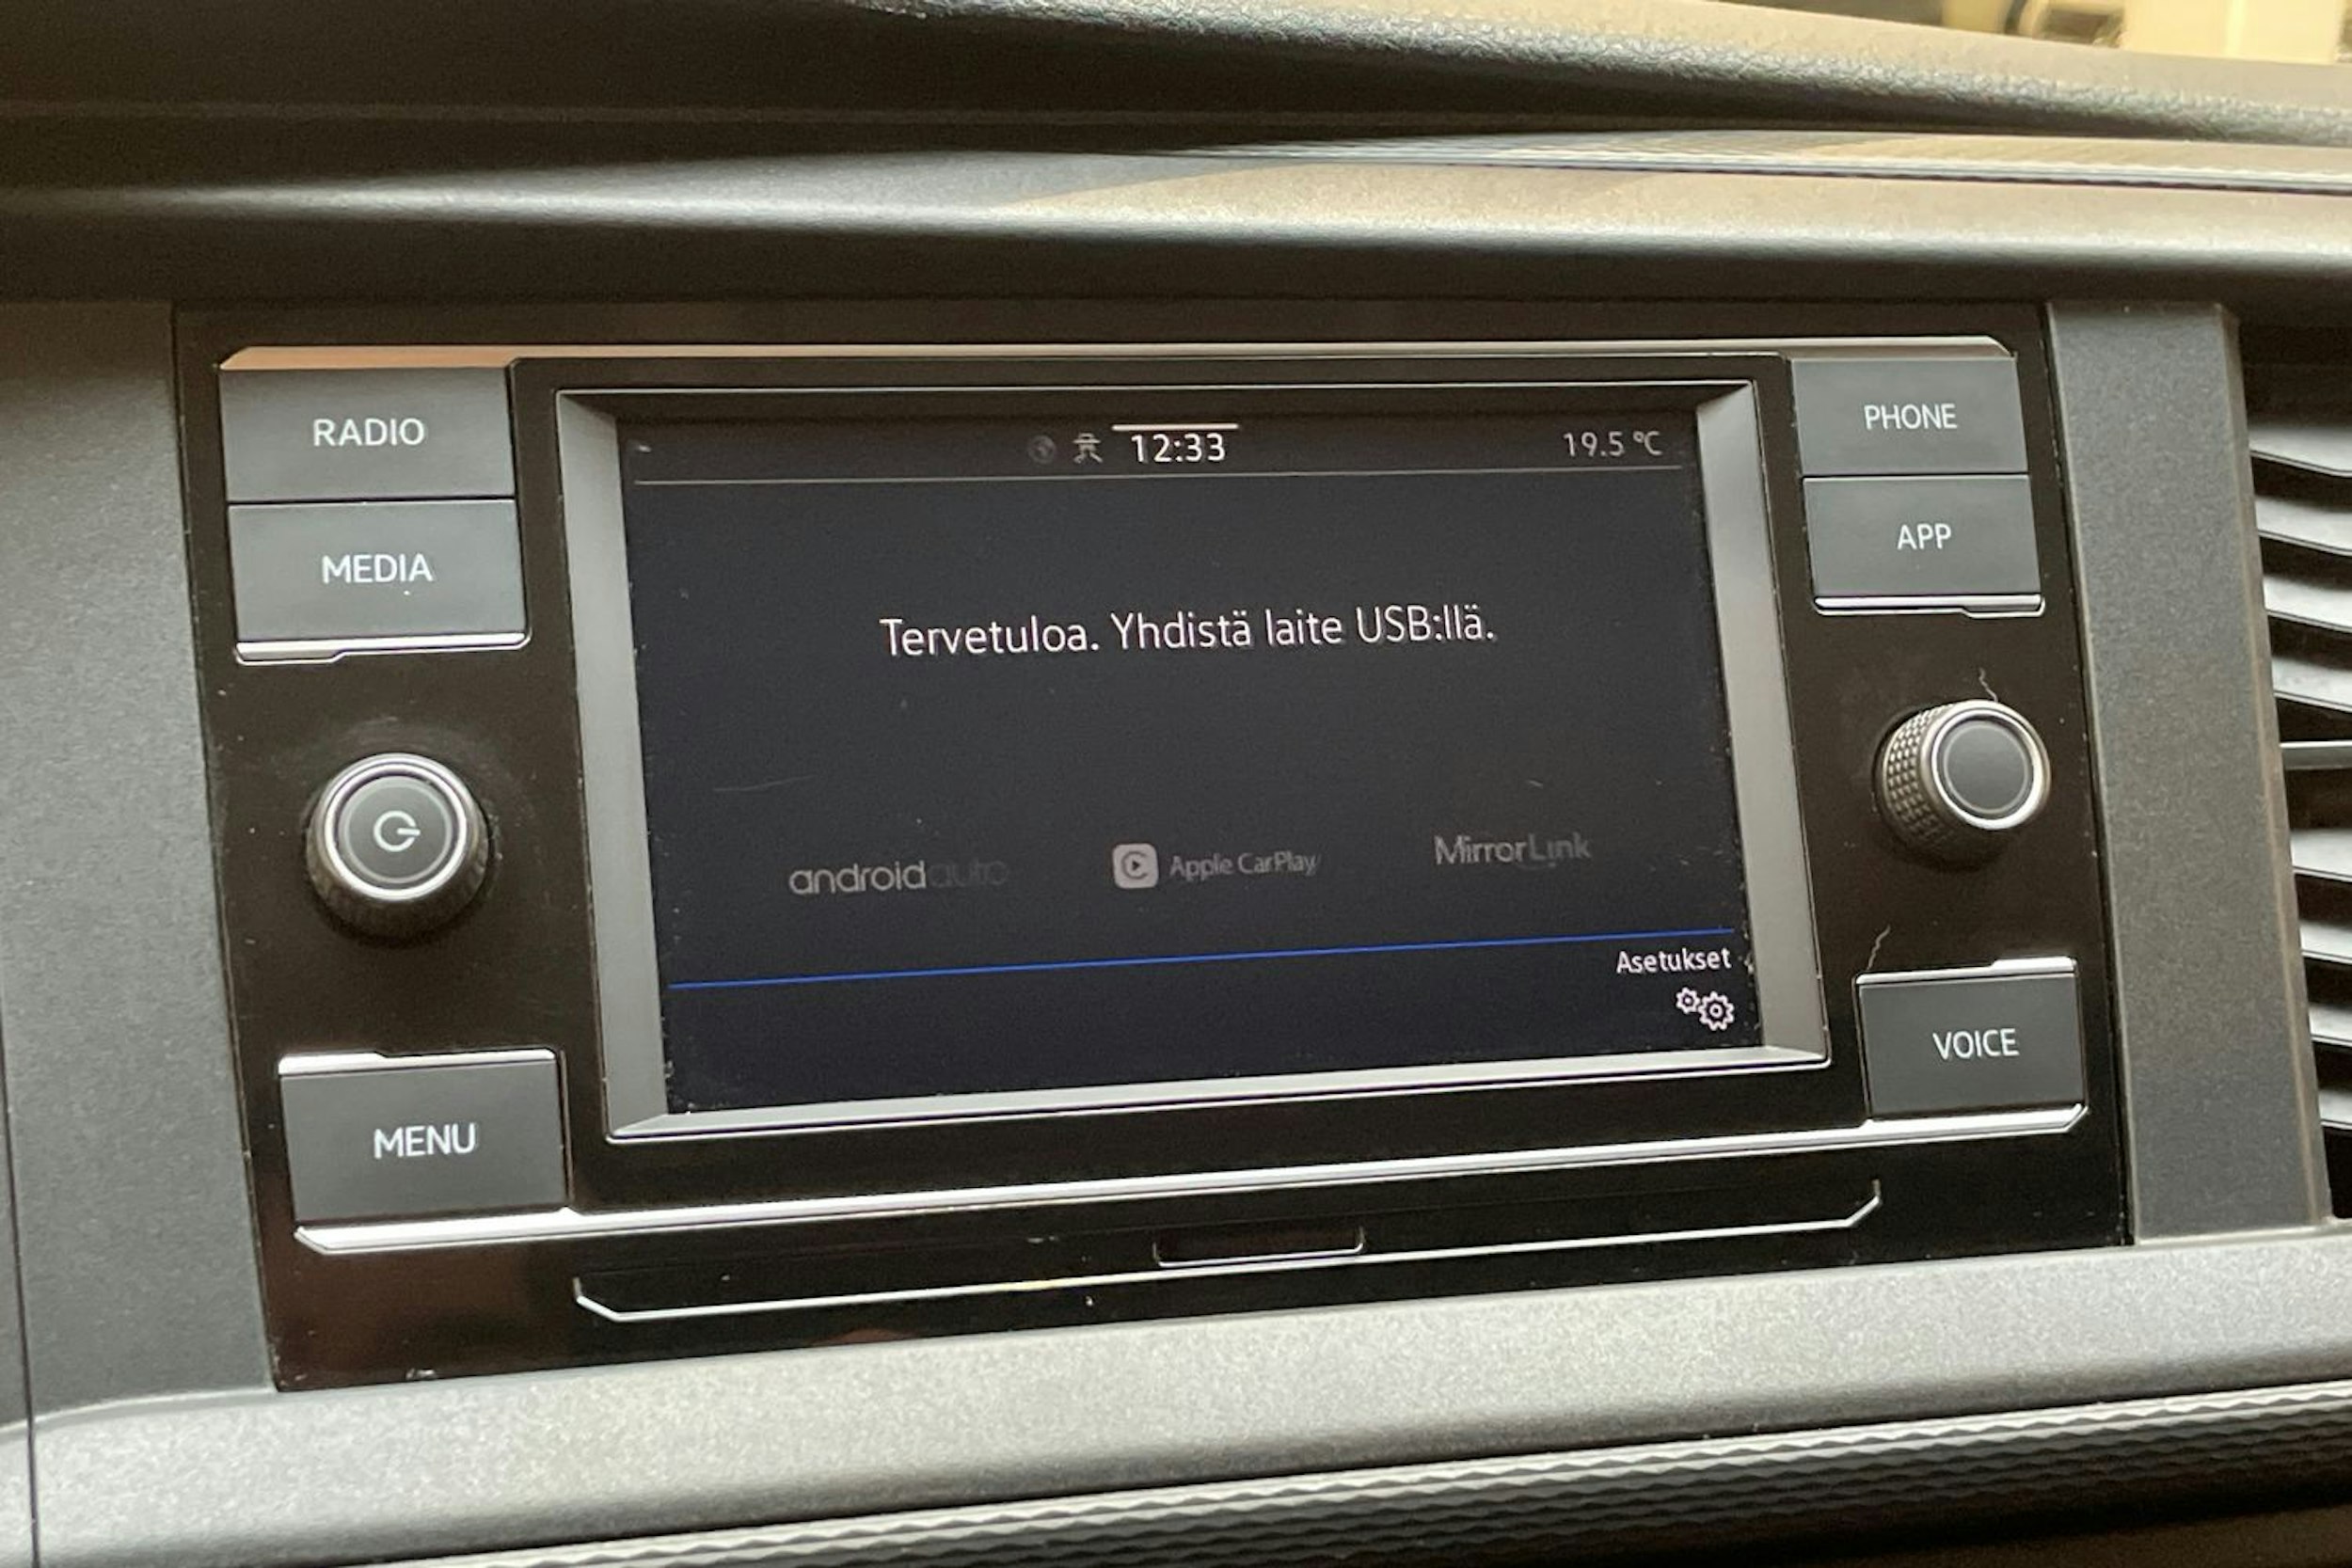 RADIO
MEDIA
MENU
12:33
19.5 °C
Tervetuloa. Yhdistä laite USB:llä.
androidauto
Apple CarPlay
MirrorLink
Asetukset
PHONE
APP
VOICE